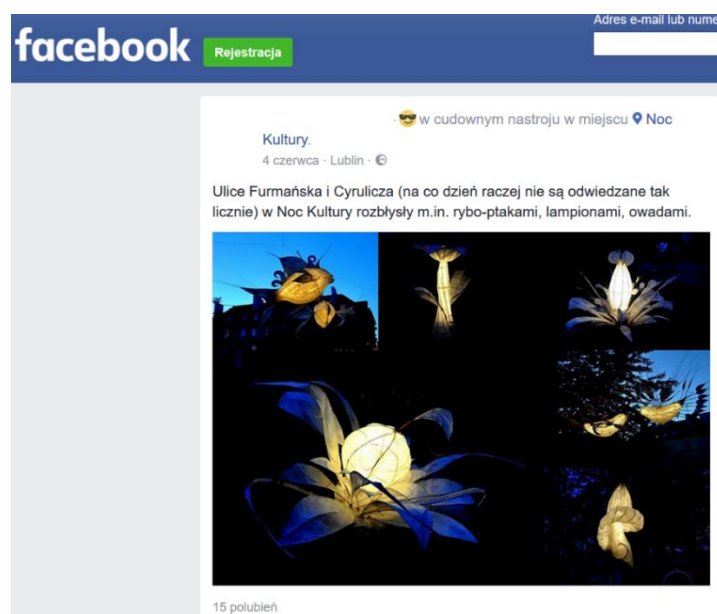 facebook
Rejestracja
Adres e-mail lub nume
· w cudownym nastroju w miejscu Noc
Kultury.
4 czerwca · Lublin ·
Ulice Furmańska i Cyrulicza (na co dzień raczej nie są odwiedzane tak
licznie) w Noc Kultury rozbłysły m.in. rybo-ptakami, lampionami, owadami.
15 polubień